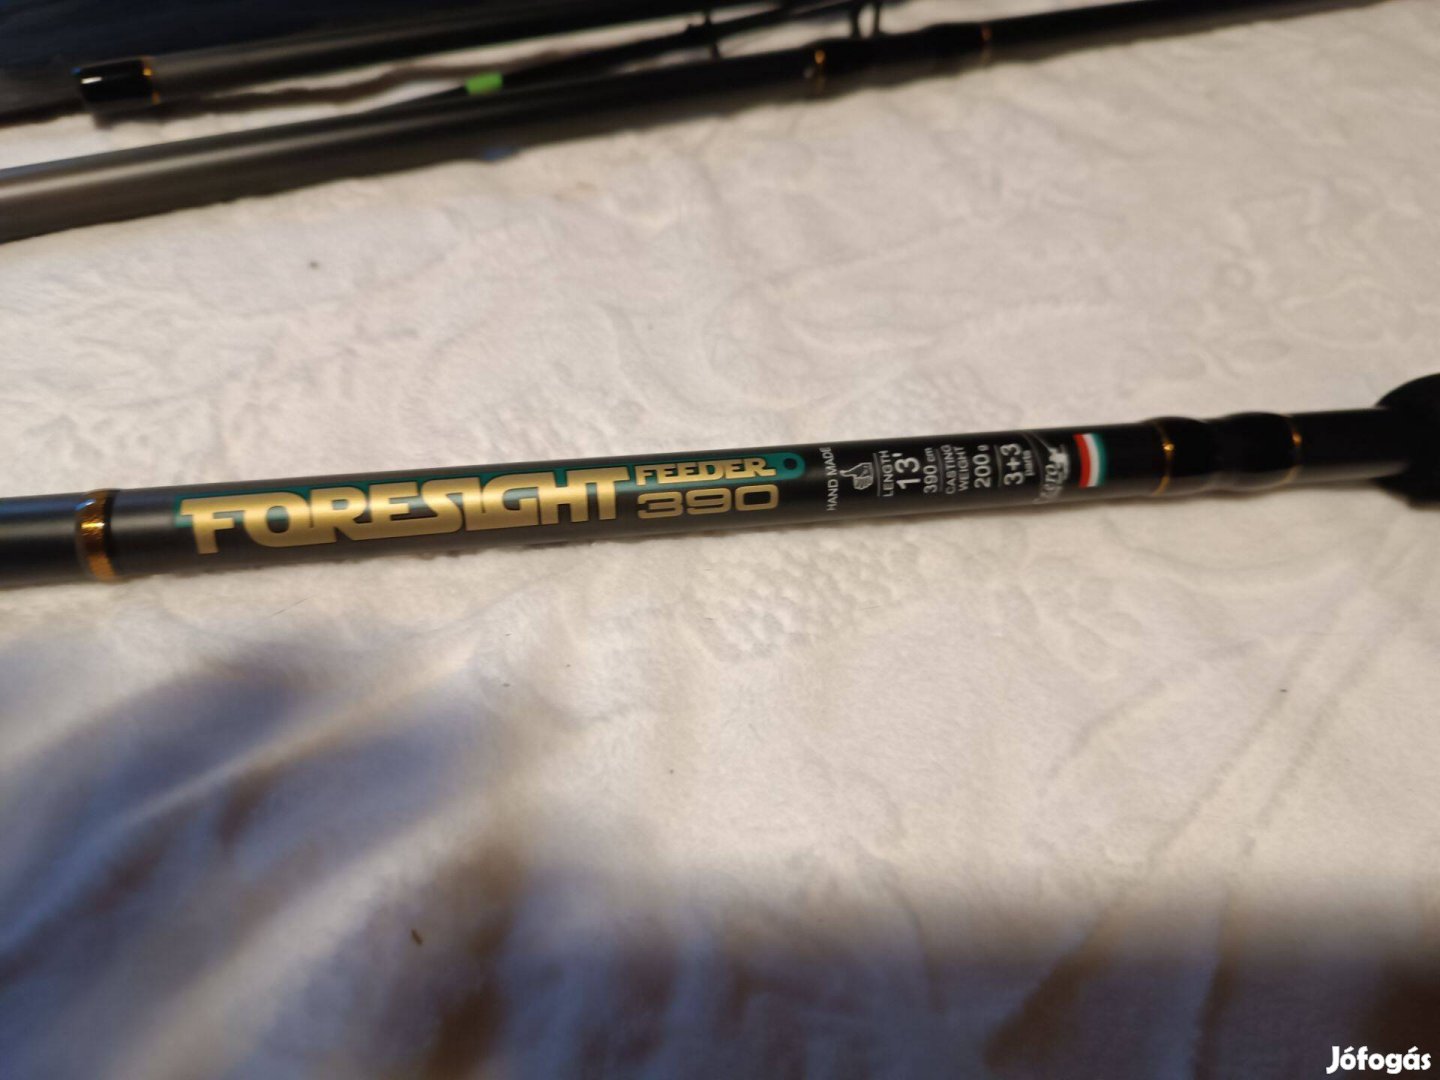 FORESIGHT
FEEDER
390
HAND MADE
LENGTH
13'
390 cm
CASTING
WEIGHT
200 g
3+3
Jófogás